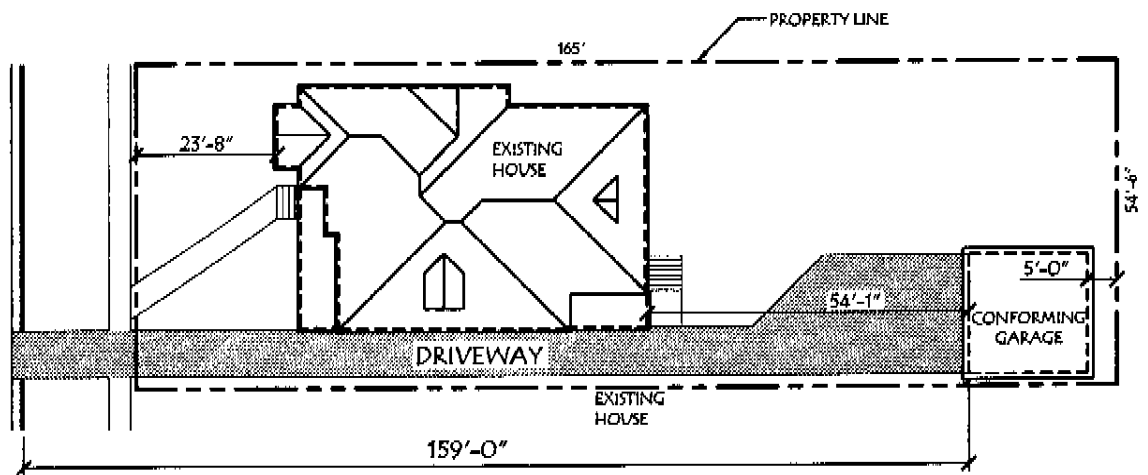 PROPERTY LINE
165'
23'-8"
EXISTING
HOUSE
54'-6"
5'-0"
54'-1"
CONFORMING
GARAGE
DRIVEWAY
EXISTING
HOUSE
159'-0"